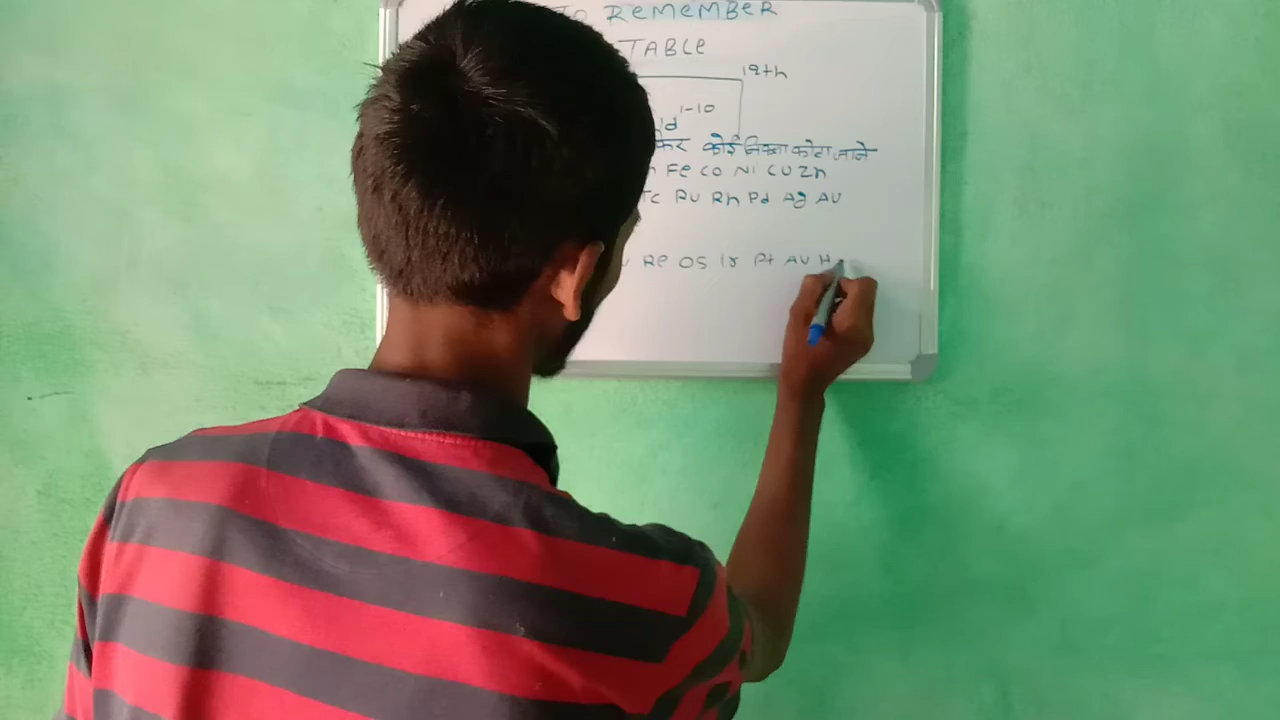 To REMEMBER
TABLE
12th
d 1-10
कर कोई निक्का कोटा जाने
Fe Co Ni Cu Zn
Tc Ru Rh Pd Ag AU
Re OS Ir Pt AU H